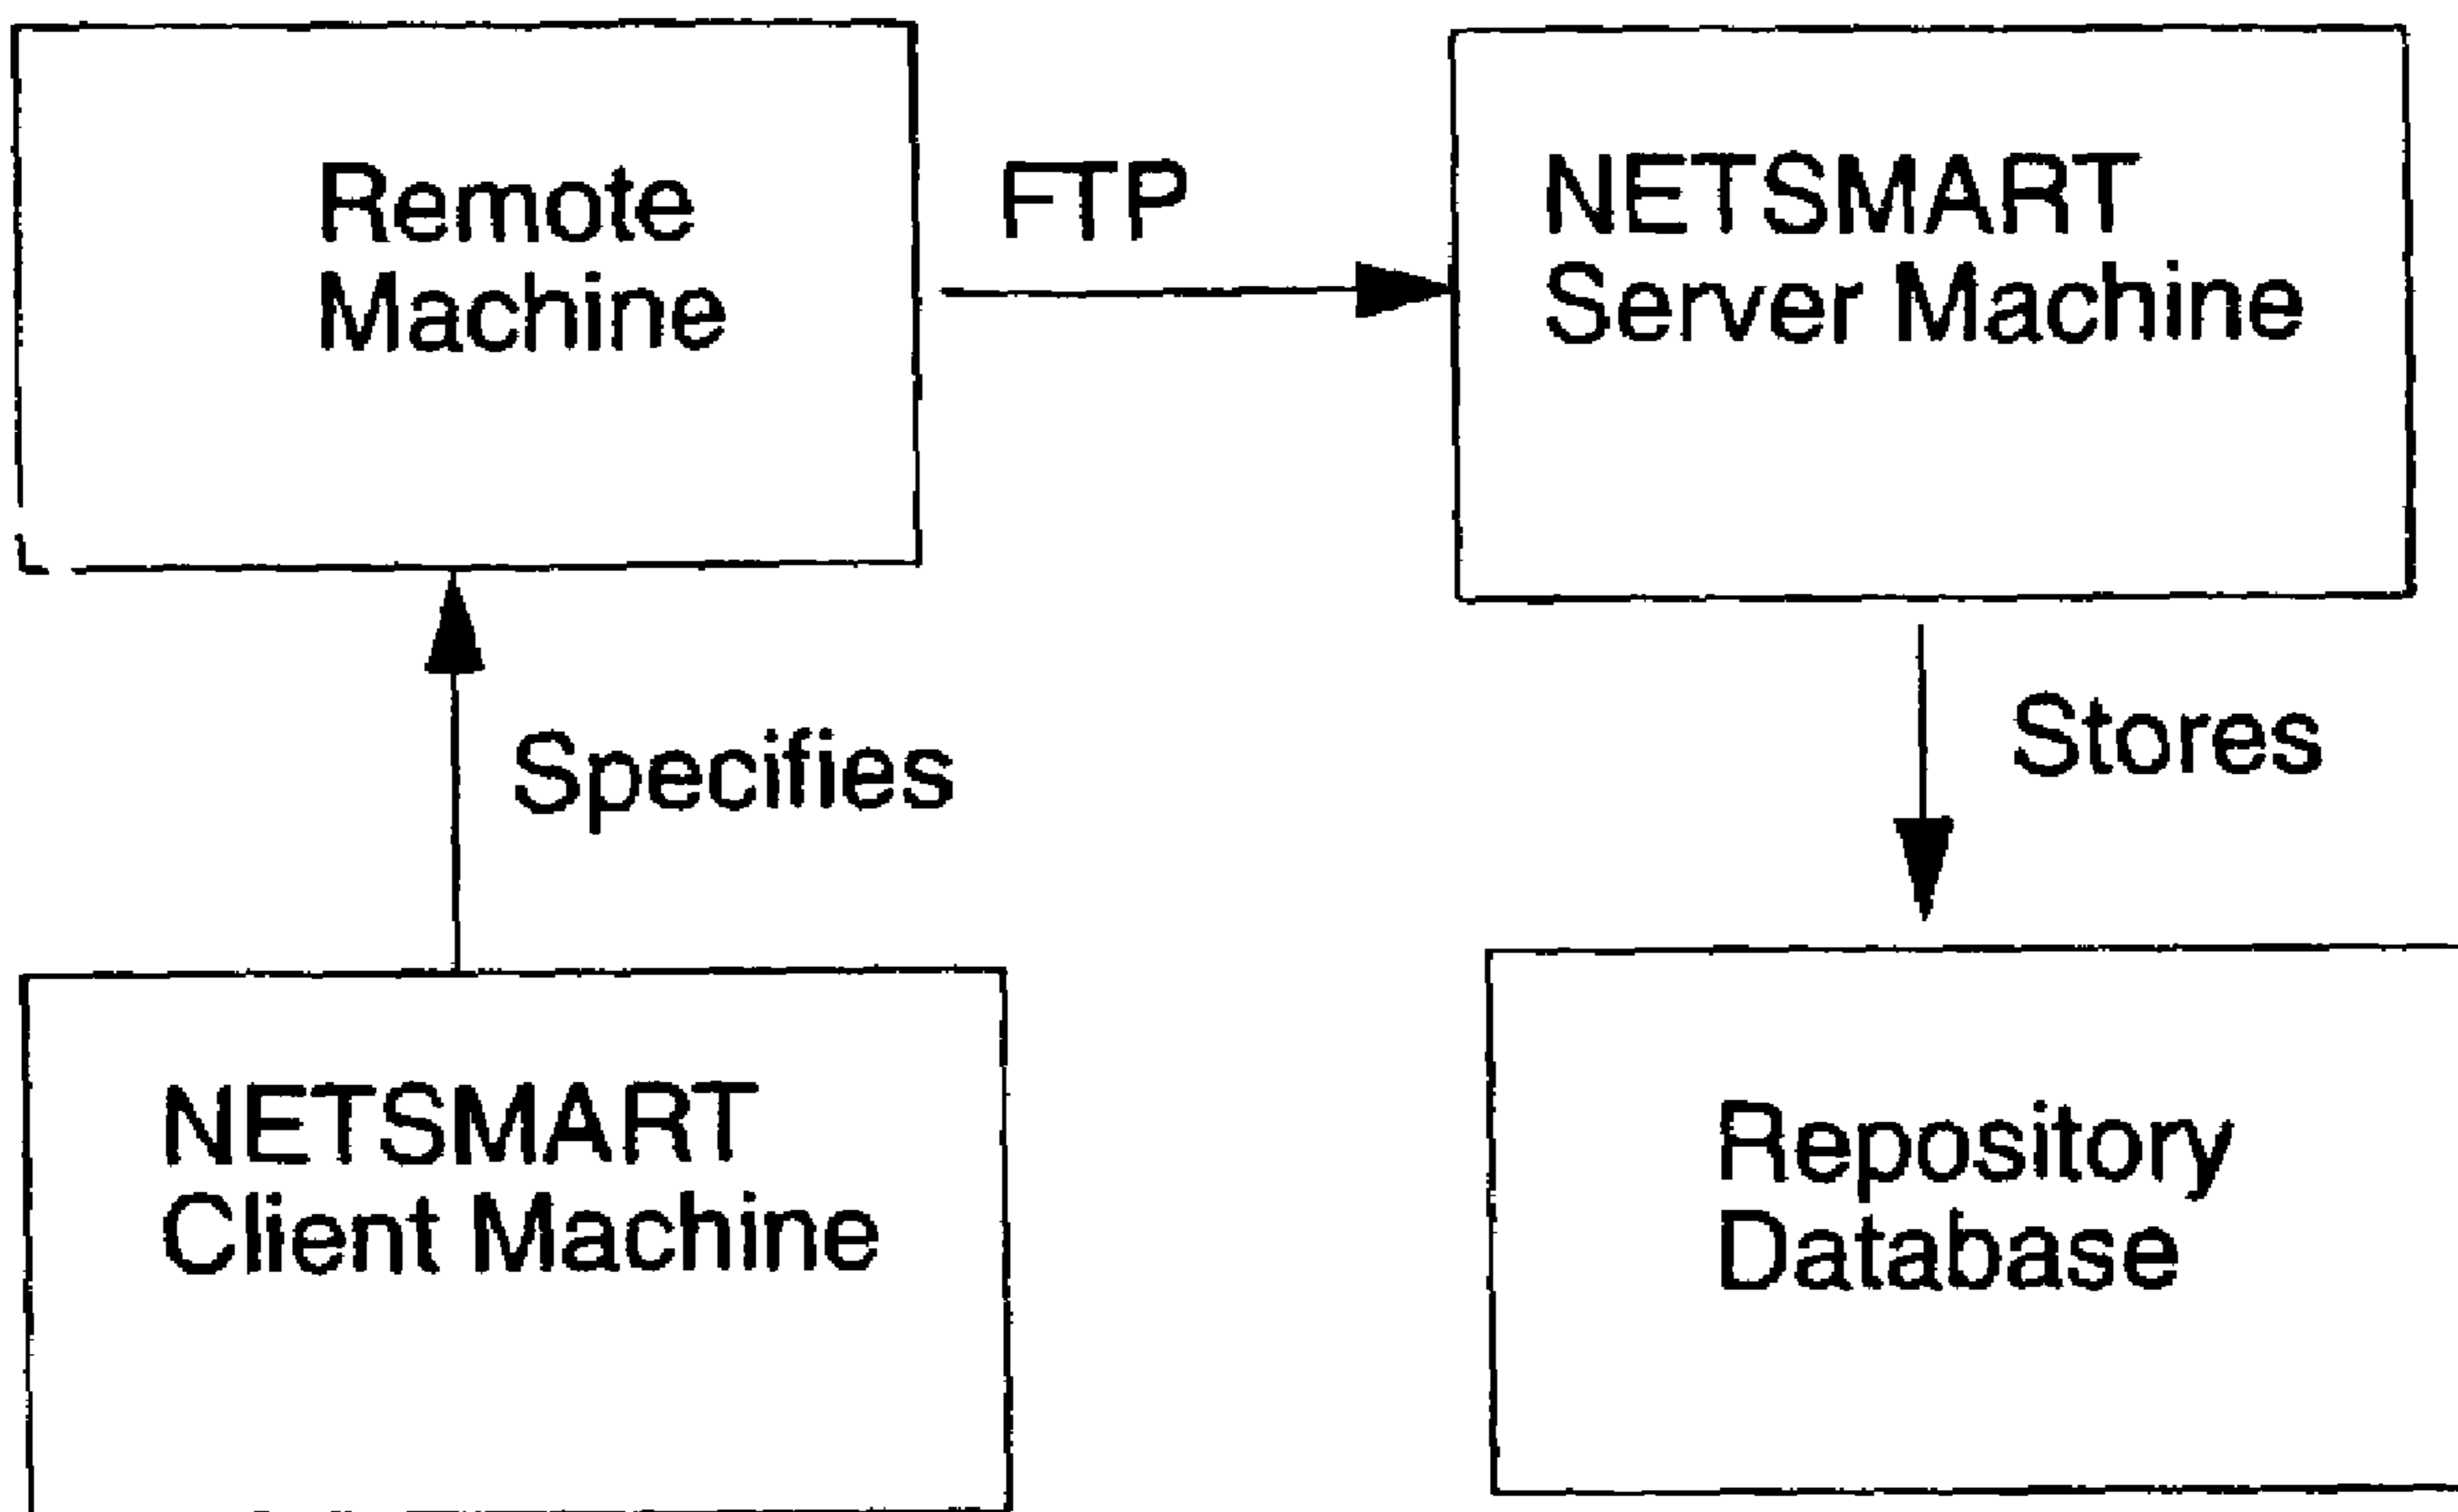 Remote
Machine
FTP
NETSMART
Server Machine
Specifies
Stores
NETSMART
Client Machine
Repository
Database